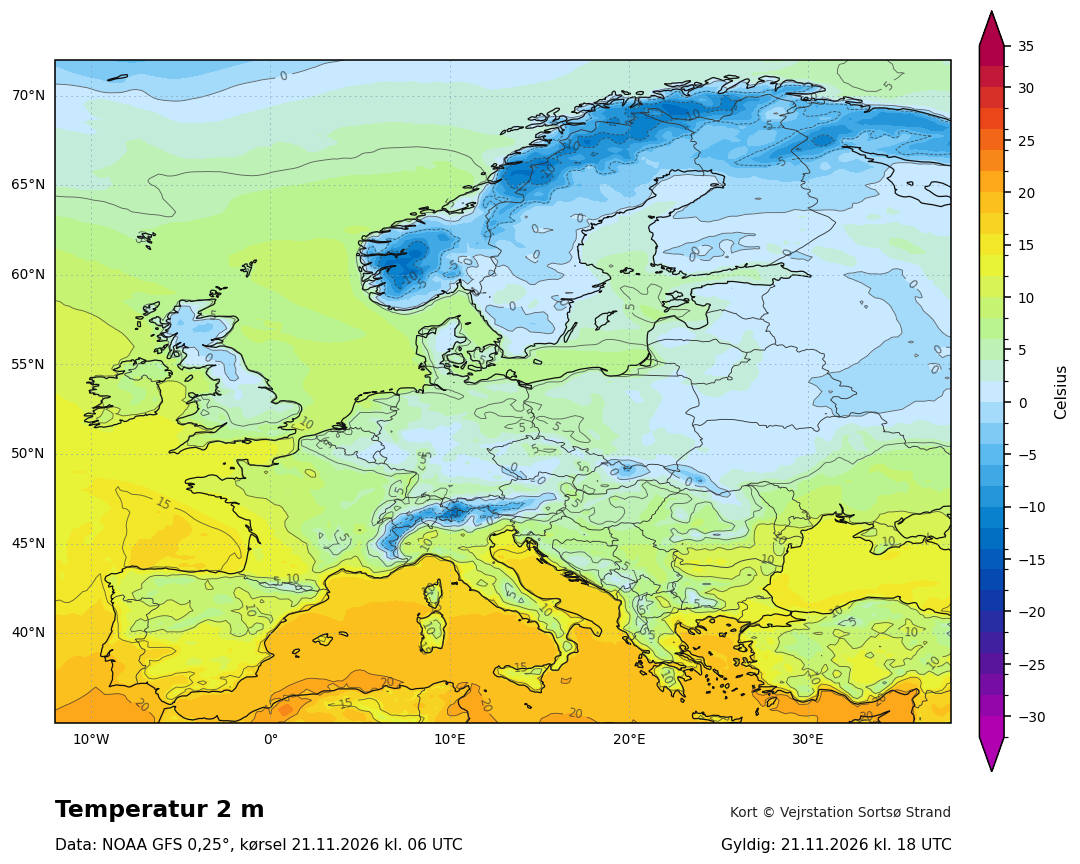 70°N
65°N
60°N
55°N
50°N
45°N
40°N
10°W
0°
10°E
20°E
30°E
35
30
25
20
15
10
5
0
−5
−10
−15
−20
−25
−30
Celsius
Temperatur 2 m
Kort © Vejrstation Sortsø Strand
Data: NOAA GFS 0,25°, kørsel 21.11.2026 kl. 06 UTC
Gyldig: 21.11.2026 kl. 18 UTC